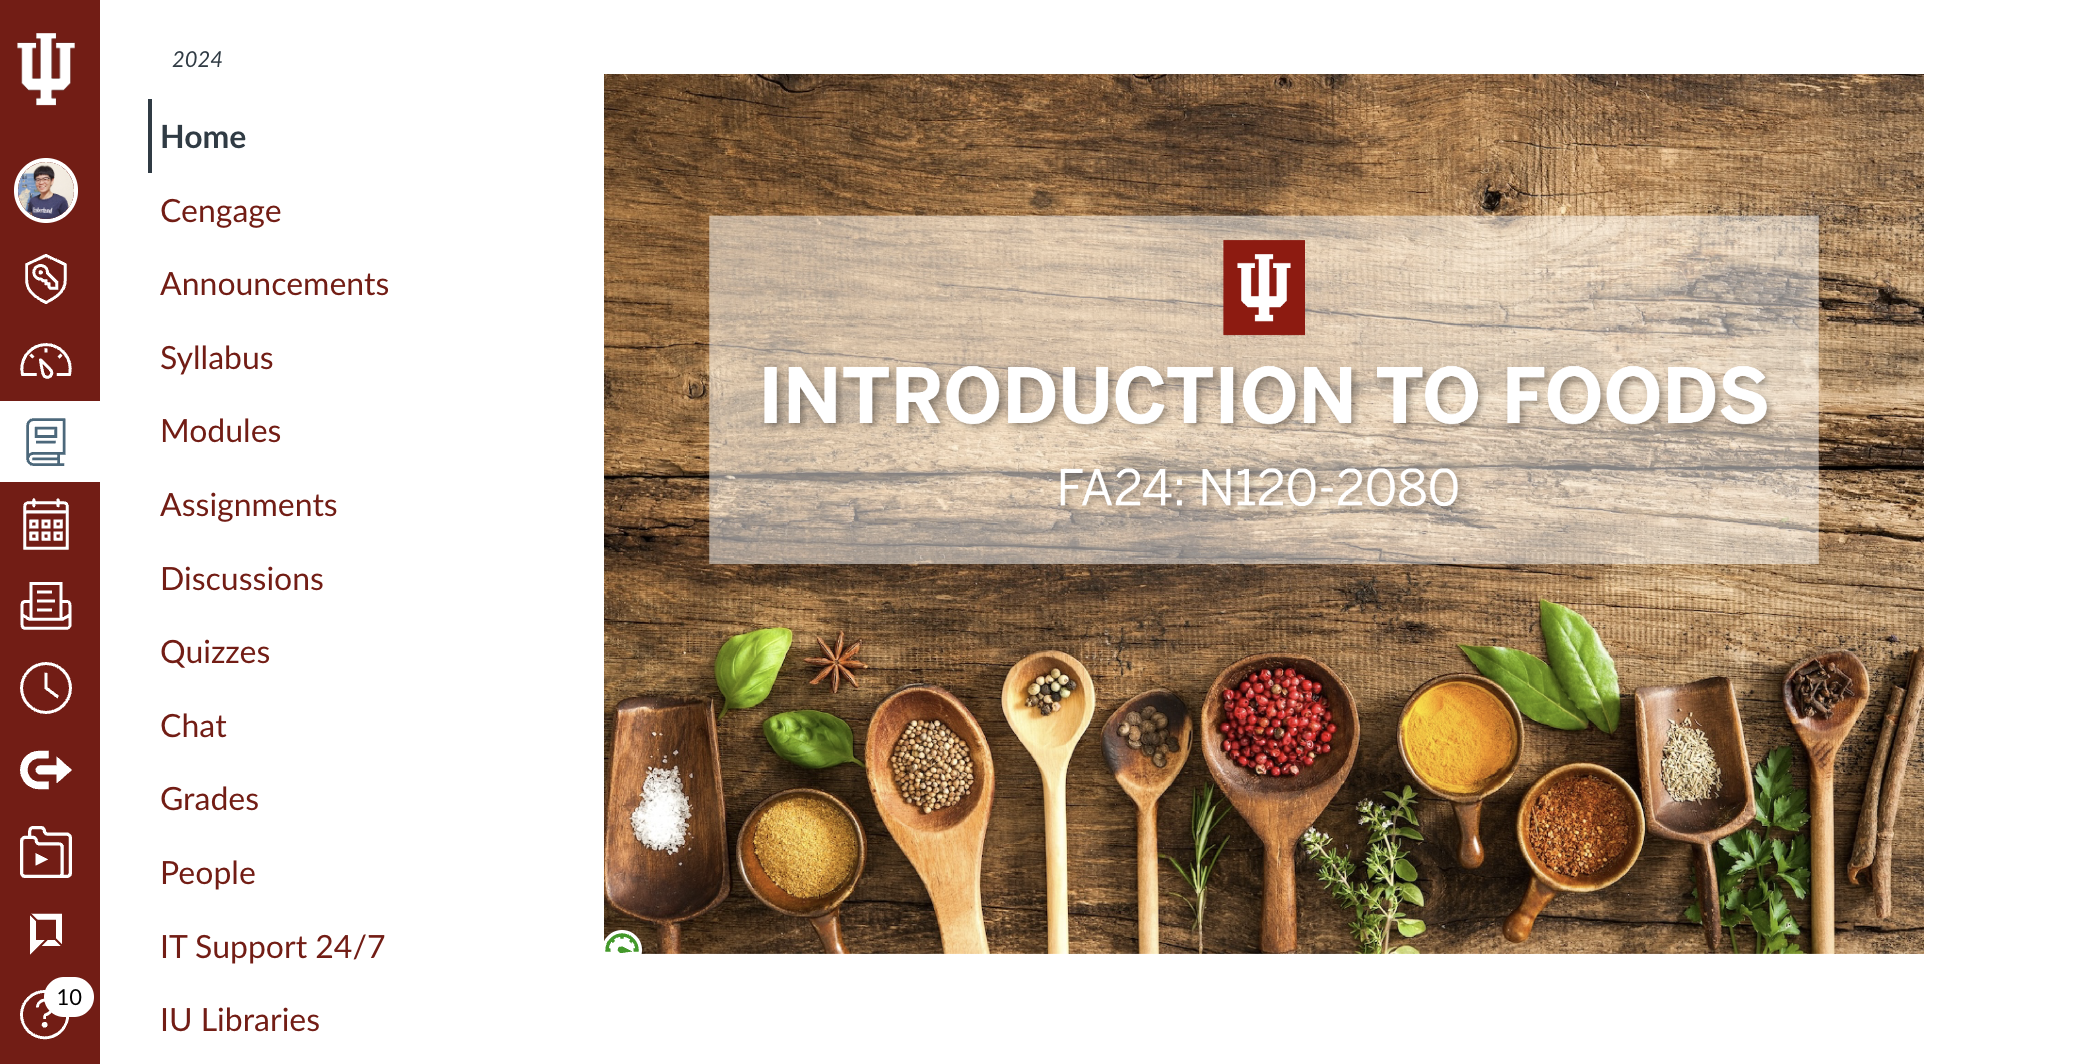 2024
Home
Cengage
Announcements
Syllabus
Modules
Assignments
Discussions
Quizzes
Chat
Grades
People
IT Support 24/7
IU Libraries
10
INTRODUCTION TO FOODS
FA24: N120-2080